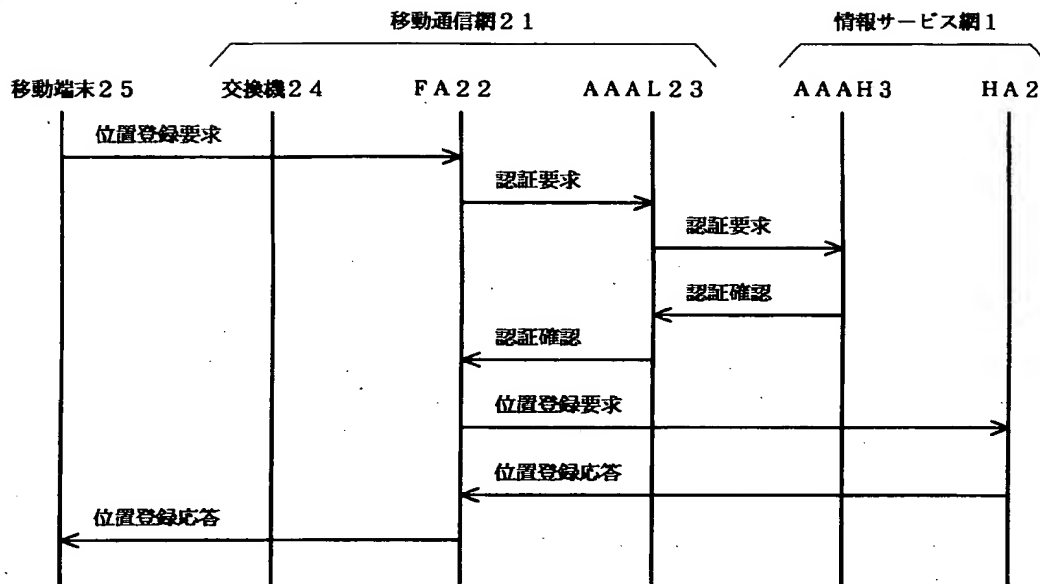 移動通信網２１
情報サービス網１
移動端末２５
交換機２４
ＦＡ２２
ＡＡＡＬ２３
ＡＡＡＨ３
ＨＡ２
位置登録要求
認証要求
認証要求
認証確認
認証確認
位置登録要求
位置登録応答
位置登録応答